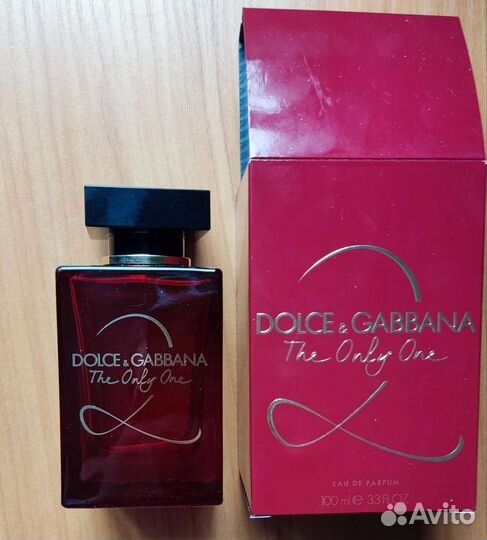 DOLCE & GABBANA
The Only One
DOLCE & GABBANA
The Only One
EAU DE PARFUM
100 ml ℮ 3.3 FL.OZ.
Avito